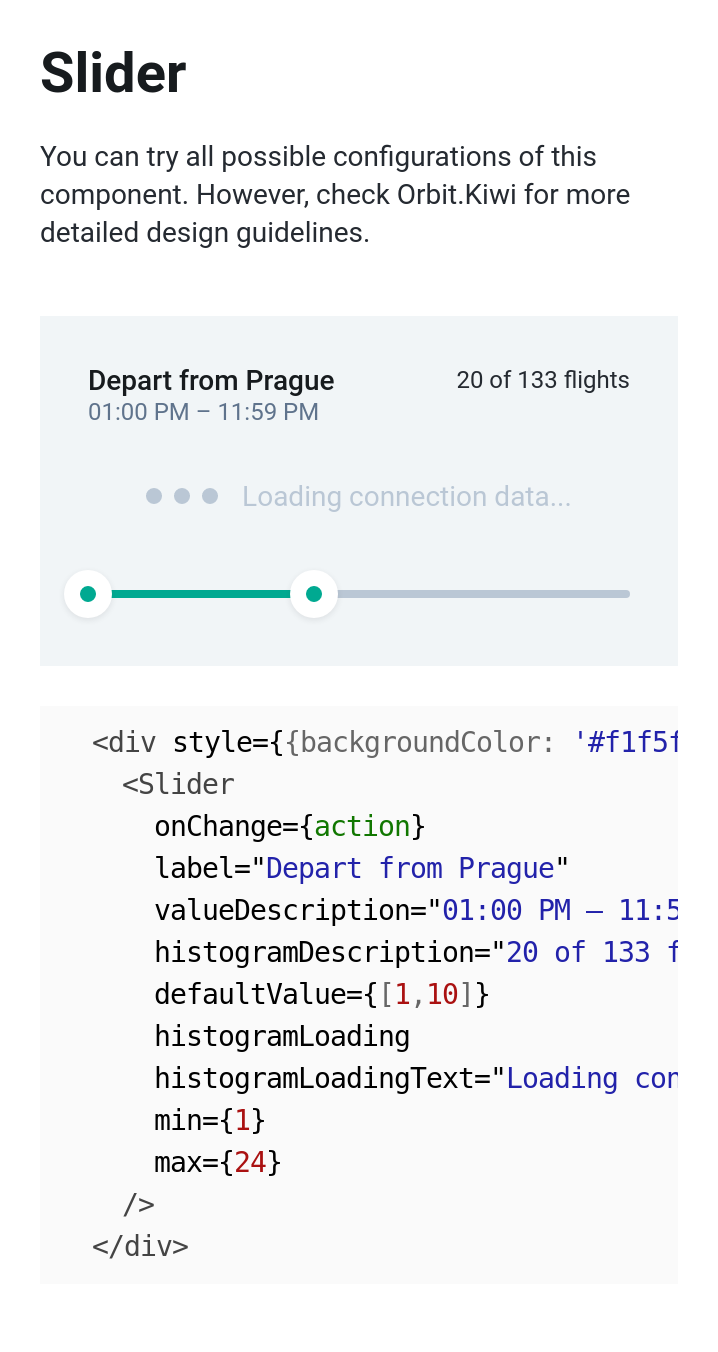 Slider
You can try all possible configurations of this
component. However, check Orbit.Kiwi for more
detailed design guidelines.
Depart from Prague
20 of 133 flights
01:00 PM – 11:59 PM
Loading connection data...
<div style={{backgroundColor: '#f1f5f
<Slider
onChange={action}
label="Depart from Prague"
valueDescription="01:00 PM – 11:5
histogramDescription="20 of 133 f
defaultValue={[1,10]}
histogramLoading
histogramLoadingText="Loading con
min={1}
max={24}
/>
</div>